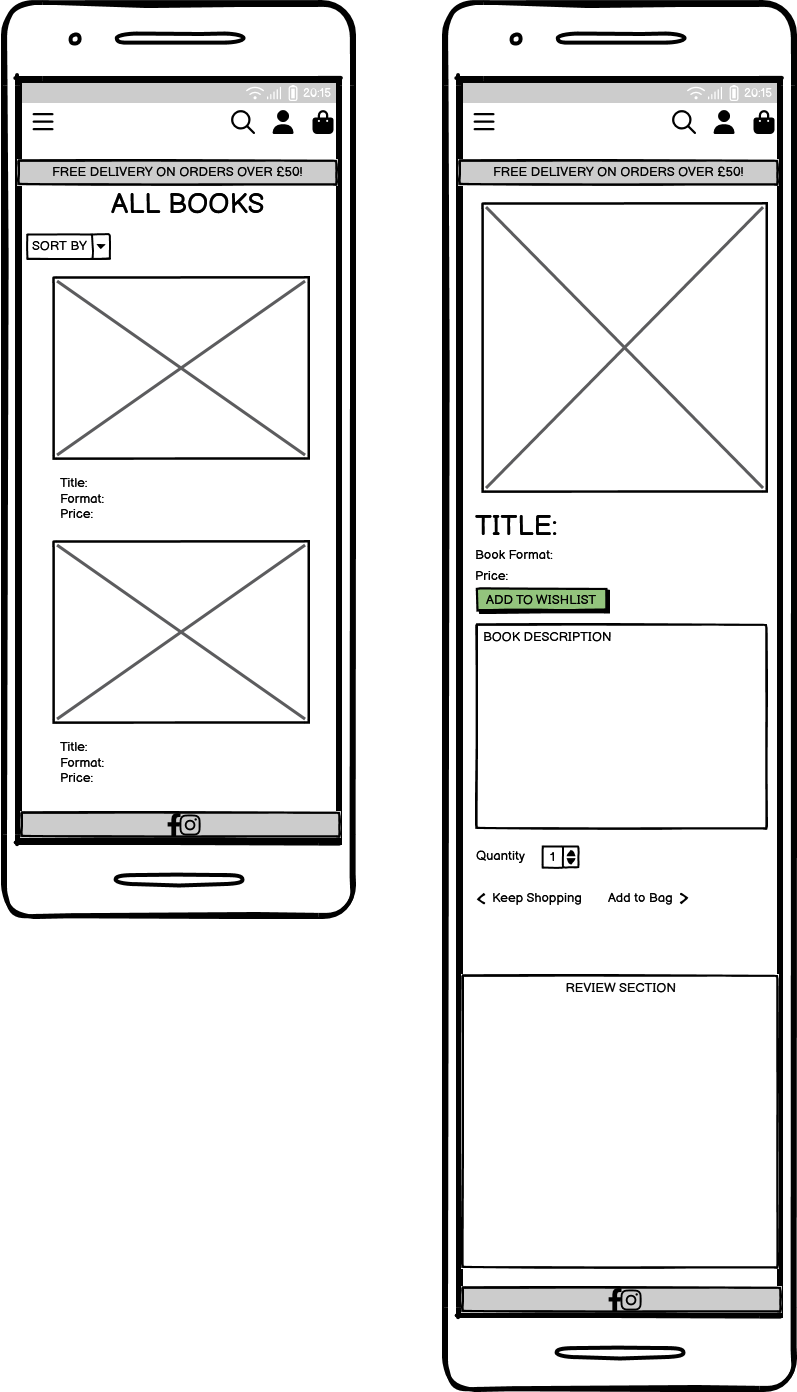 20:15
FREE DELIVERY ON ORDERS OVER £50!
ALL BOOKS
SORT BY
Title:
Format:
Price:
Title:
Format:
Price:
20:15
FREE DELIVERY ON ORDERS OVER £50!
TITLE:
Book Format:
Price:
ADD TO WISHLIST
BOOK DESCRIPTION
Quantity 1
Keep Shopping Add to Bag
REVIEW SECTION